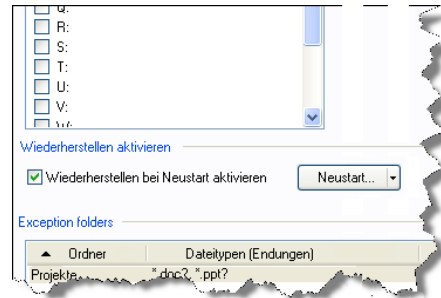 Q:
R:
S:
T:
U:
V:
W:
Wiederherstellen aktivieren
Wiederherstellen bei Neustart aktivieren Neustart...
Exception folders
Ordner Dateitypen (Endungen)
Projekte *.doc?, *.ppt?